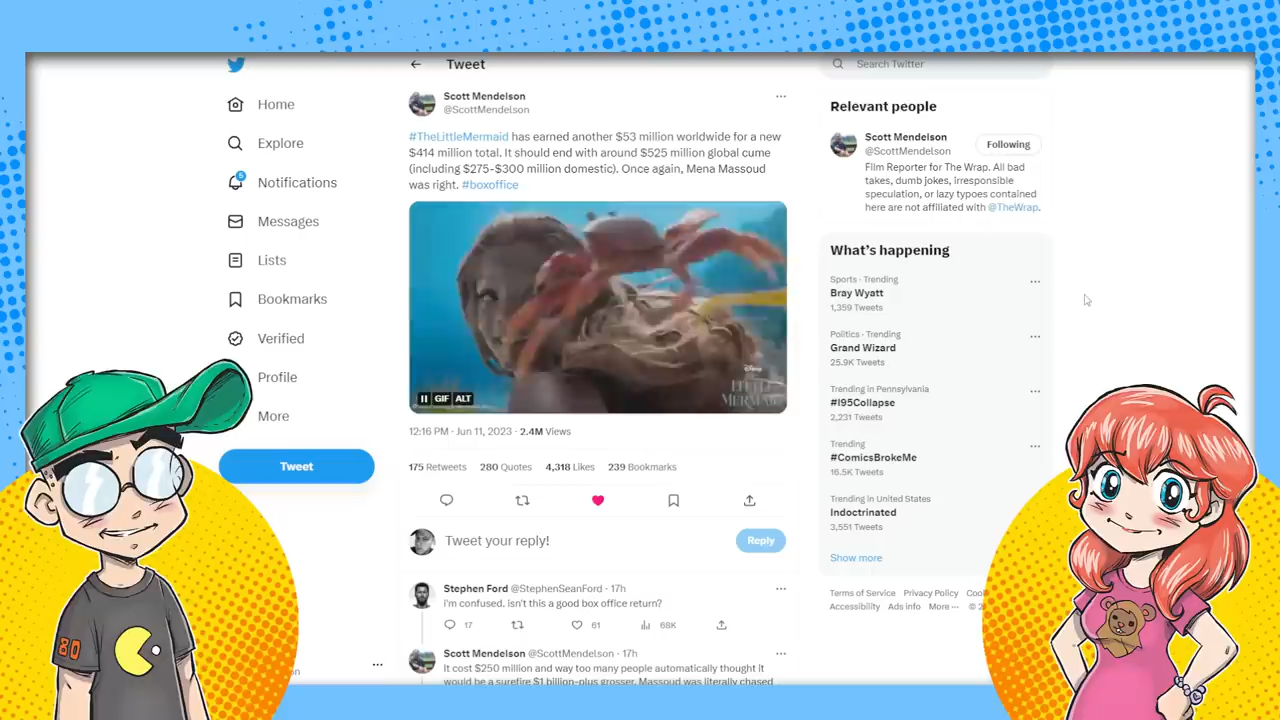 Home
Explore
5
Notifications
Messages
Lists
Bookmarks
Verified
Profile
More
Tweet
Tweet
Scott Mendelson
@ScottMendelson
#TheLittleMermaid has earned another $53 million worldwide for a new
$414 million total. It should end with around $525 million global cume
(including $275-$300 million domestic). Once again, Mena Massoud
was right. #boxoffice
GIF ALT
Disney
THE LITTLE
MERMAID
12:16 PM · Jun 11, 2023 · 2.4M Views
175 Retweets 280 Quotes 4,318 Likes 239 Bookmarks
Tweet your reply!
Reply
Stephen Ford @StephenSeanFord · 17h
i'm confused. isn't this a good box office return?
17 61 68K
Scott Mendelson @ScottMendelson · 17h
It cost $250 million and way too many people automatically thought it
would be a surefire $1 billion-plus grosser. Massoud was literally chased
Search Twitter
Relevant people
Scott Mendelson
@ScottMendelson
Following
Film Reporter for The Wrap. All bad
takes, dumb jokes, irresponsible
speculation, or lazy typoes contained
here are not affiliated with @TheWrap.
What's happening
Sports · Trending
Bray Wyatt
1,359 Tweets
Politics · Trending
Grand Wizard
25.9K Tweets
Trending in Pennsylvania
#I95Collapse
2,231 Tweets
Trending
#ComicsBrokeMe
16.5K Tweets
Trending in United States
Indoctrinated
3,551 Tweets
Show more
Terms of Service Privacy Policy
Accessibility Ads info More ···
80